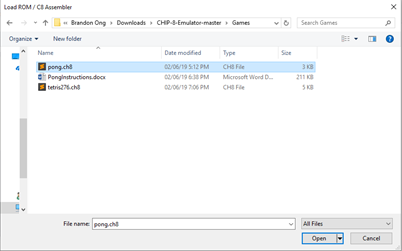 Load ROM / C8 Assembler
« Brandon Ong > Downloads > CHIP-8-Emulator-master > Games
Search Games
Organize
New folder
Name
Date modified
Type
Size
pong.ch8 02/06/19 5:12 PM CH8 File 3 KB
PongInstructions.docx 02/06/19 6:38 PM Microsoft Word D... 211 KB
tetris276.ch8 02/06/19 7:06 PM CH8 File 5 KB
File name: pong.ch8
All Files
Open
Cancel